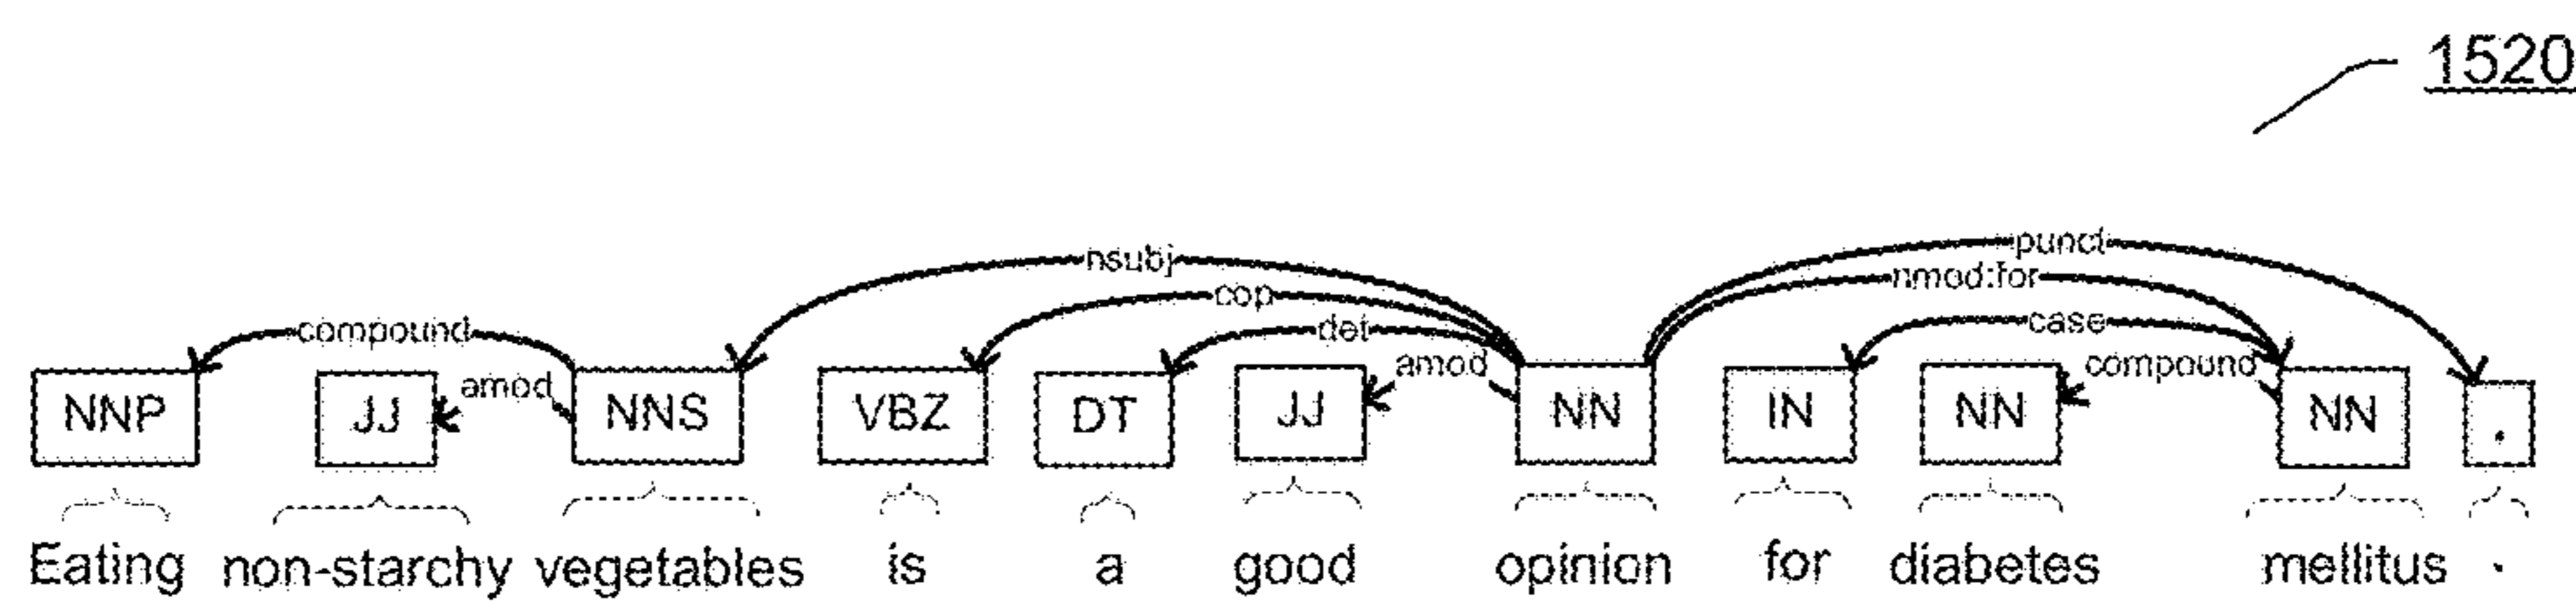 1520
punct
nsubj
nmod:for
cop
compound det case
amod amod compound
NNP JJ NNS VBZ DT JJ NN IN NN NN .
Eating non-starchy vegetables is a good opinion for diabetes mellitus .